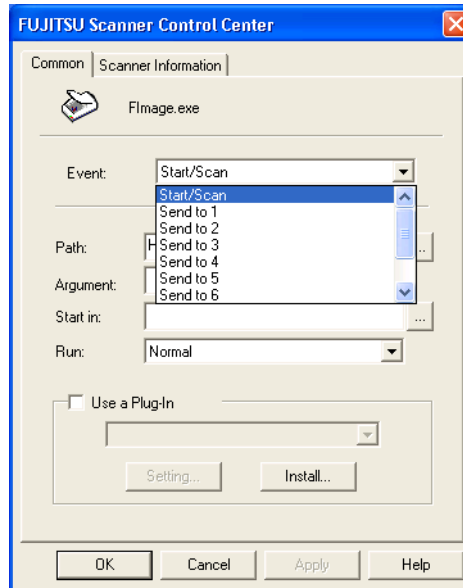 FUJITSU Scanner Control Center
Common Scanner Information
FImage.exe
Event: Start/Scan
Start/Scan
Send to 1
Send to 2
Send to 3
Send to 4
Send to 5
Send to 6
Path: ...
Argument:
Start in: ...
Run: Normal
Use a Plug-In
Setting... Install...
OK Cancel Apply Help